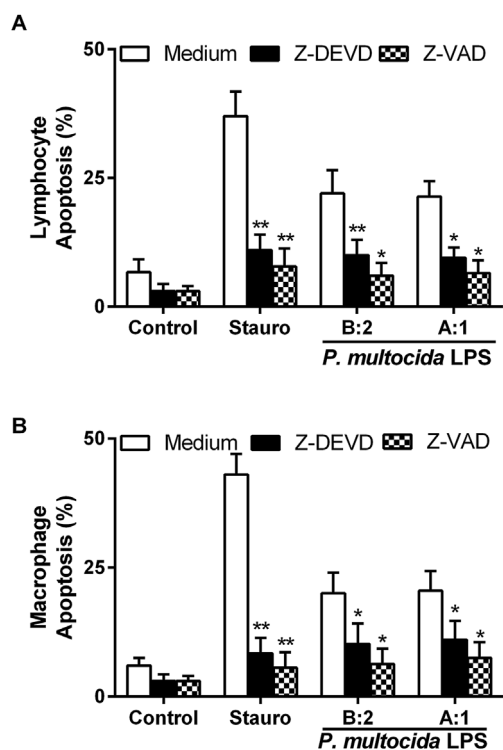 A
50
Medium
Z-DEVD
Z-VAD
Lymphocyte
Apoptosis (%)
25
**
**
**
*
*
*
0
Control
Stauro
B:2
A:1
P. multocida LPS
B
50
Medium
Z-DEVD
Z-VAD
Macrophage
Apoptosis (%)
25
**
**
*
*
*
*
0
Control
Stauro
B:2
A:1
P. multocida LPS